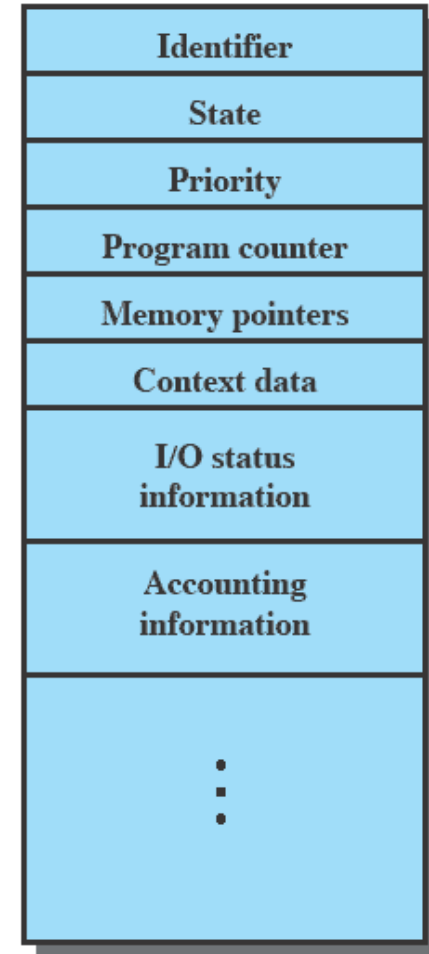 Identifier
State
Priority
Program counter
Memory pointers
Context data
I/O status
information
Accounting
information